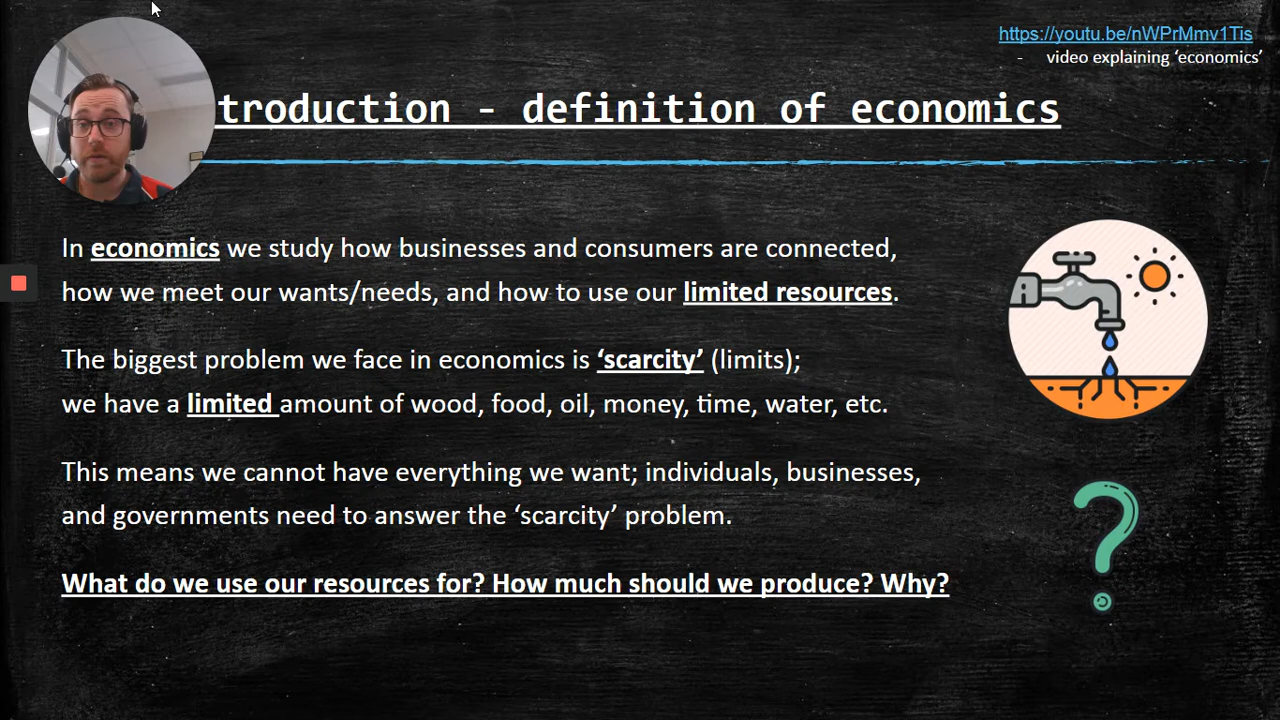 https://youtu.be/nWPrMmv1Tis
- video explaining ‘economics’
troduction - definition of economics
In economics we study how businesses and consumers are connected,
how we meet our wants/needs, and how to use our limited resources.
The biggest problem we face in economics is ‘scarcity’ (limits);
we have a limited amount of wood, food, oil, money, time, water, etc.
This means we cannot have everything we want; individuals, businesses,
and governments need to answer the ‘scarcity’ problem.
What do we use our resources for? How much should we produce? Why?